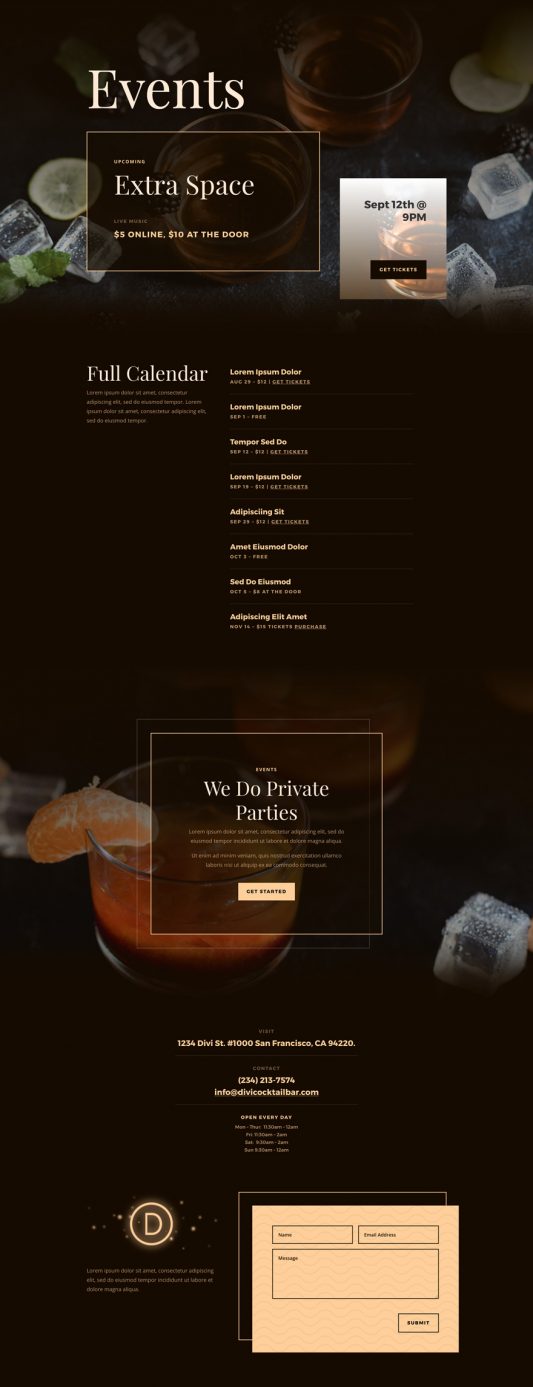 Events
UPCOMING
Extra Space
LIVE MUSIC
$5 ONLINE, $10 AT THE DOOR
Sept 12th @
9PM
GET TICKETS
Full Calendar
Lorem ipsum dolor sit amet, consectetur
adipiscing elit, sed do eiusmod tempor. Lorem
ipsum dolor sit amet, consectetur adipiscing elit,
sed do eiusmod tempor .
Lorem Ipsum Dolor
AUG 29 - $12 | GET TICKETS
Lorem Ipsum Dolor
SEP 1 - FREE
Tempor Sed Do
SEP 12 - $12 | GET TICKETS
Lorem Ipsum Dolor
SEP 19 - $12 | GET TICKETS
Adipisciing Sit
SEP 29 - $12 | GET TICKETS
Amet Eiusmod Dolor
OCT 3 - FREE
Sed Do Eiusmod
OCT 5 - $8 AT THE DOOR
Adipiscing Elit Amet
NOV 14 - $15 TICKETS PURCHASE
EVENTS
We Do Private
Parties
Lorem ipsum dolor sit amet, consectetur adipiscing elit, sed do
eiusmod tempor incididunt ut labore et dolore magna aliqua.
Ut enim ad minim veniam, quis nostrud exercitation ullamco
laboris nisi ut aliquip ex ea commodo consequat.
GET STARTED
VISIT
1234 Divi St. #1000 San Francisco, CA 94220.
CONTACT
(234) 213-7574
info@divicocktailbar.com
OPEN EVERY DAY
Mon - Thur: 11:30am - 12am
Fri: 11:30am - 2am
Sat: 9:30am - 2am
Sun 9:30am - 12am
D
Lorem ipsum dolor sit amet, consectetur adipiscing
elit, sed do eiusmod tempor incididunt ut labore et
dolore magna aliqua.
Name
Email Address
Message
SUBMIT